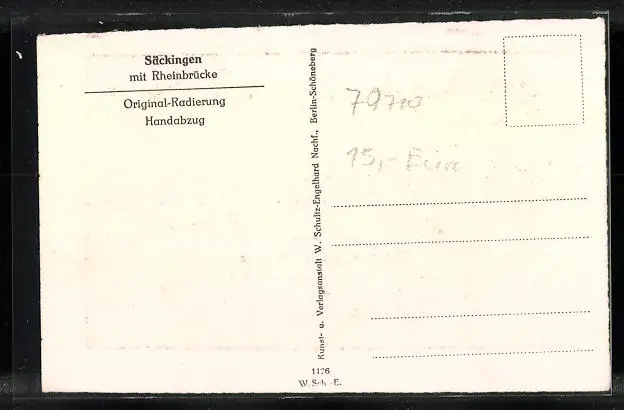 Säckingen
mit Rheinbrücke
Original-Radierung
Handabzug
Kunst- u. Verlagsanstalt W. Schultz-Engelhard Nachf., Berlin-Schöneberg
79710
15,- Euro
1176
W. Sch.-E.